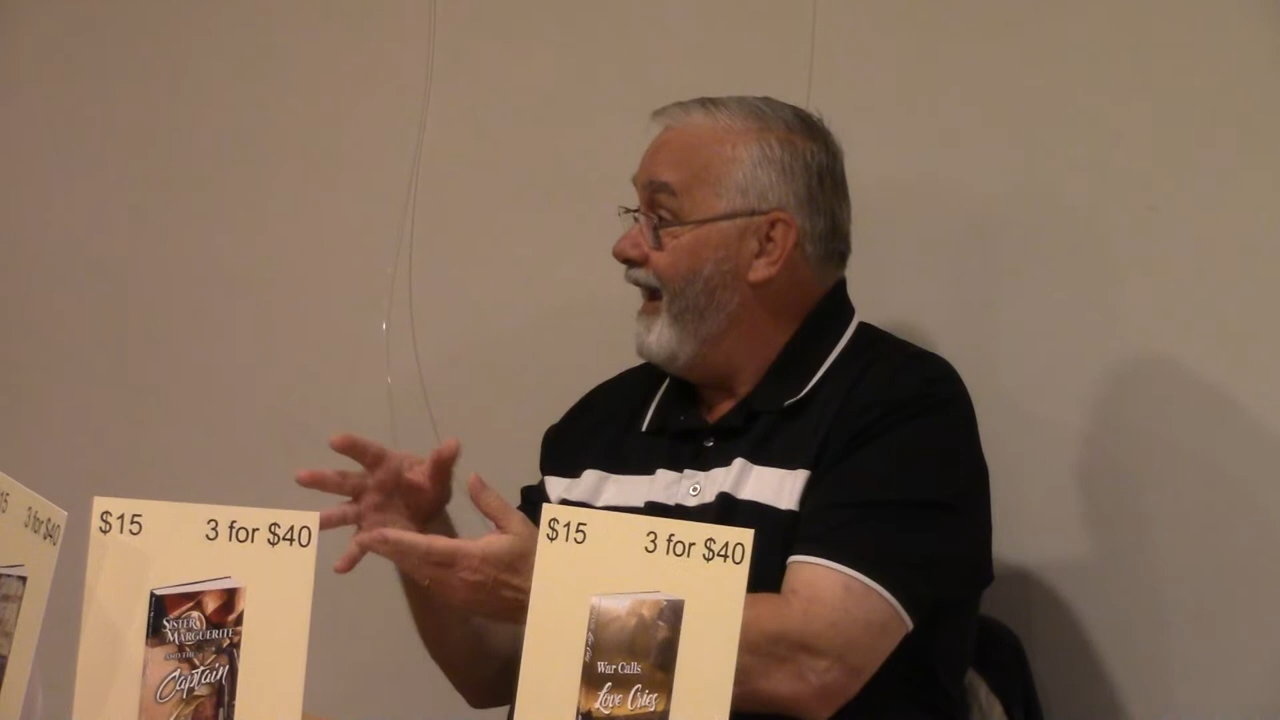 15 3 for $40
$15 3 for $40
SISTER
MARGUERITE
AND THE
Captain
$15 3 for $40
War Calls
Love Cries